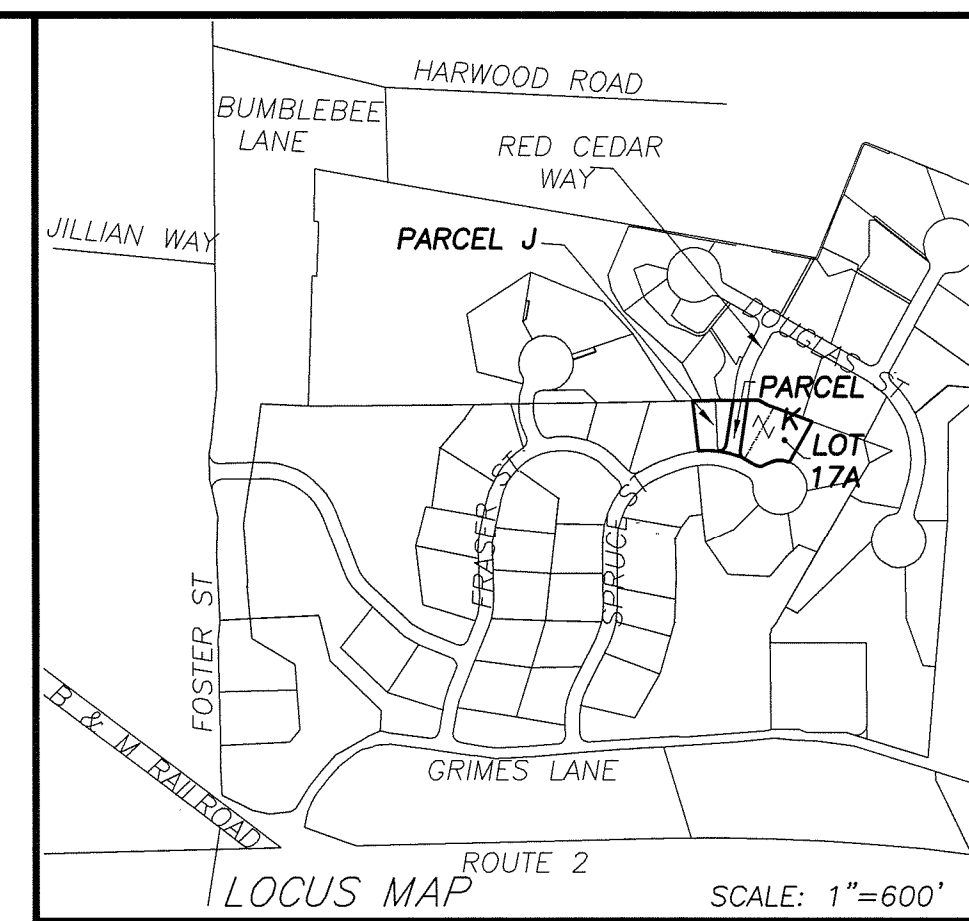 HARWOOD ROAD
BUMBLEBEE
LANE
RED CEDAR
WAY
JILLIAN WAY
PARCEL J
DOUGLAS ST
PARCEL
K
LOT
17A
FRASER ST
SPRUCE ST
FOSTER ST
B & M RAILROAD
GRIMES LANE
ROUTE 2
LOCUS MAP
SCALE: 1"=600'